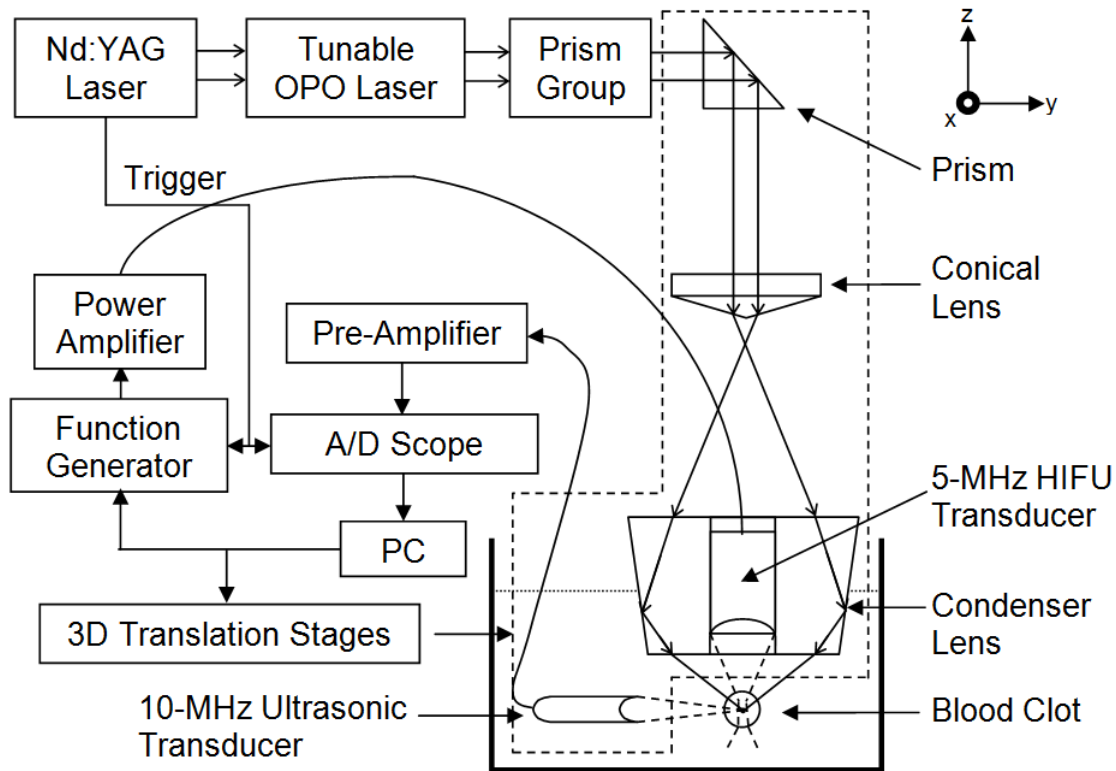 Nd:YAG
Laser
Tunable
OPO Laser
Prism
Group
z
x
y
Prism
Trigger
Conical
Lens
Power
Amplifier
Pre-Amplifier
Function
Generator
A/D Scope
5-MHz HIFU
Transducer
PC
Condenser
Lens
3D Translation Stages
10-MHz Ultrasonic
Transducer
Blood Clot